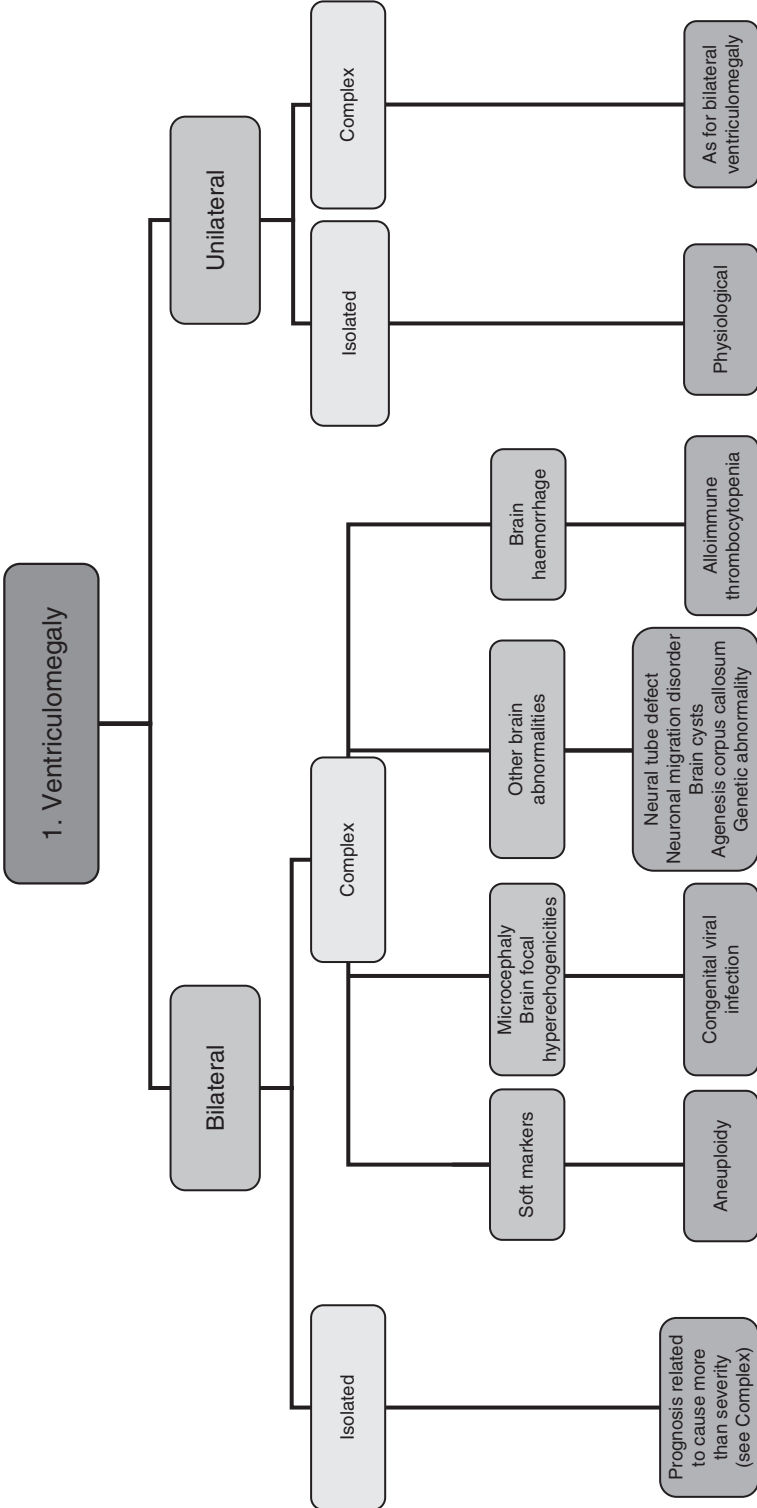 1. Ventriculomegaly
Bilateral
Unilateral
Isolated
Complex
Isolated
Complex
Soft markers
Microcephaly
Brain focal
hyperechogenicities
Other brain
abnormalities
Brain
haemorrhage
Prognosis related
to cause more
than severity
(see Complex)
Aneuploidy
Congenital viral
infection
Neural tube defect
Neuronal migration disorder
Brain cysts
Agenesis corpus callosum
Genetic abnormality
Alloimmune
thrombocytopenia
Physiological
As for bilateral
ventriculomegaly